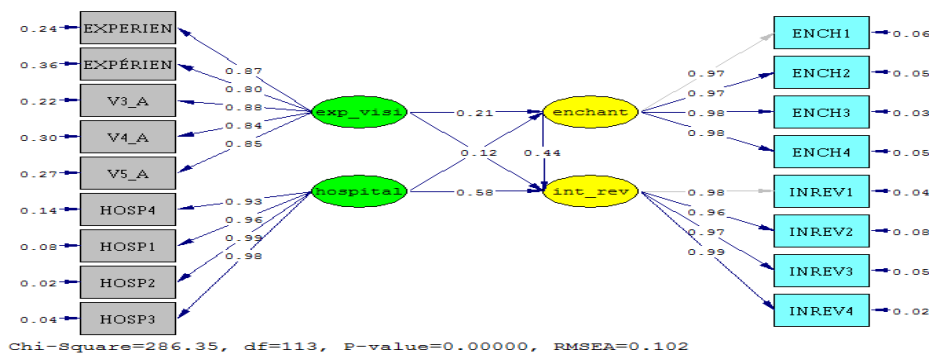 0.24 EXPERIEN
0.36 EXPÉRIEN
0.22 V3_A
0.30 V4_A
0.27 V5_A
0.14 HOSP4
0.08 HOSP1
0.02 HOSP2
0.04 HOSP3
0.87
0.80
0.88
0.84
0.85
0.93
0.96
0.99
0.98
exp_visi
hospital
0.21
0.12
0.44
0.58
enchant
int_rev
0.97
0.97
0.98
0.98
0.98
0.96
0.97
0.99
ENCH1 0.06
ENCH2 0.05
ENCH3 0.03
ENCH4 0.05
INREV1 0.04
INREV2 0.08
INREV3 0.05
INREV4 0.02
Chi-Square=286.35, df=113, P-value=0.00000, RMSEA=0.102